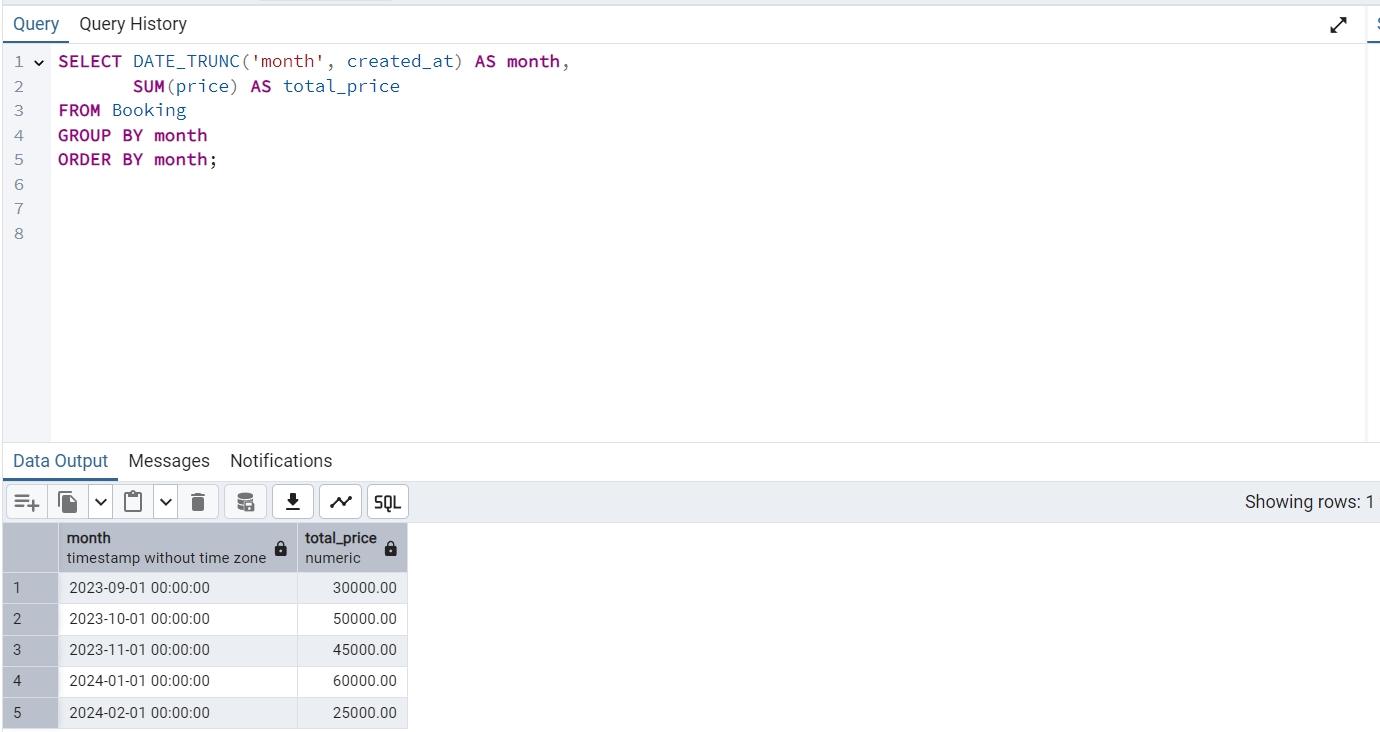 Query Query History
1 SELECT DATE_TRUNC('month', created_at) AS month,
2 SUM(price) AS total_price
3 FROM Booking
4 GROUP BY month
5 ORDER BY month;
6
7
8
Data Output Messages Notifications
SQL Showing rows: 1
month total_price
timestamp without time zone numeric
1 2023-09-01 00:00:00 30000.00
2 2023-10-01 00:00:00 50000.00
3 2023-11-01 00:00:00 45000.00
4 2024-01-01 00:00:00 60000.00
5 2024-02-01 00:00:00 25000.00